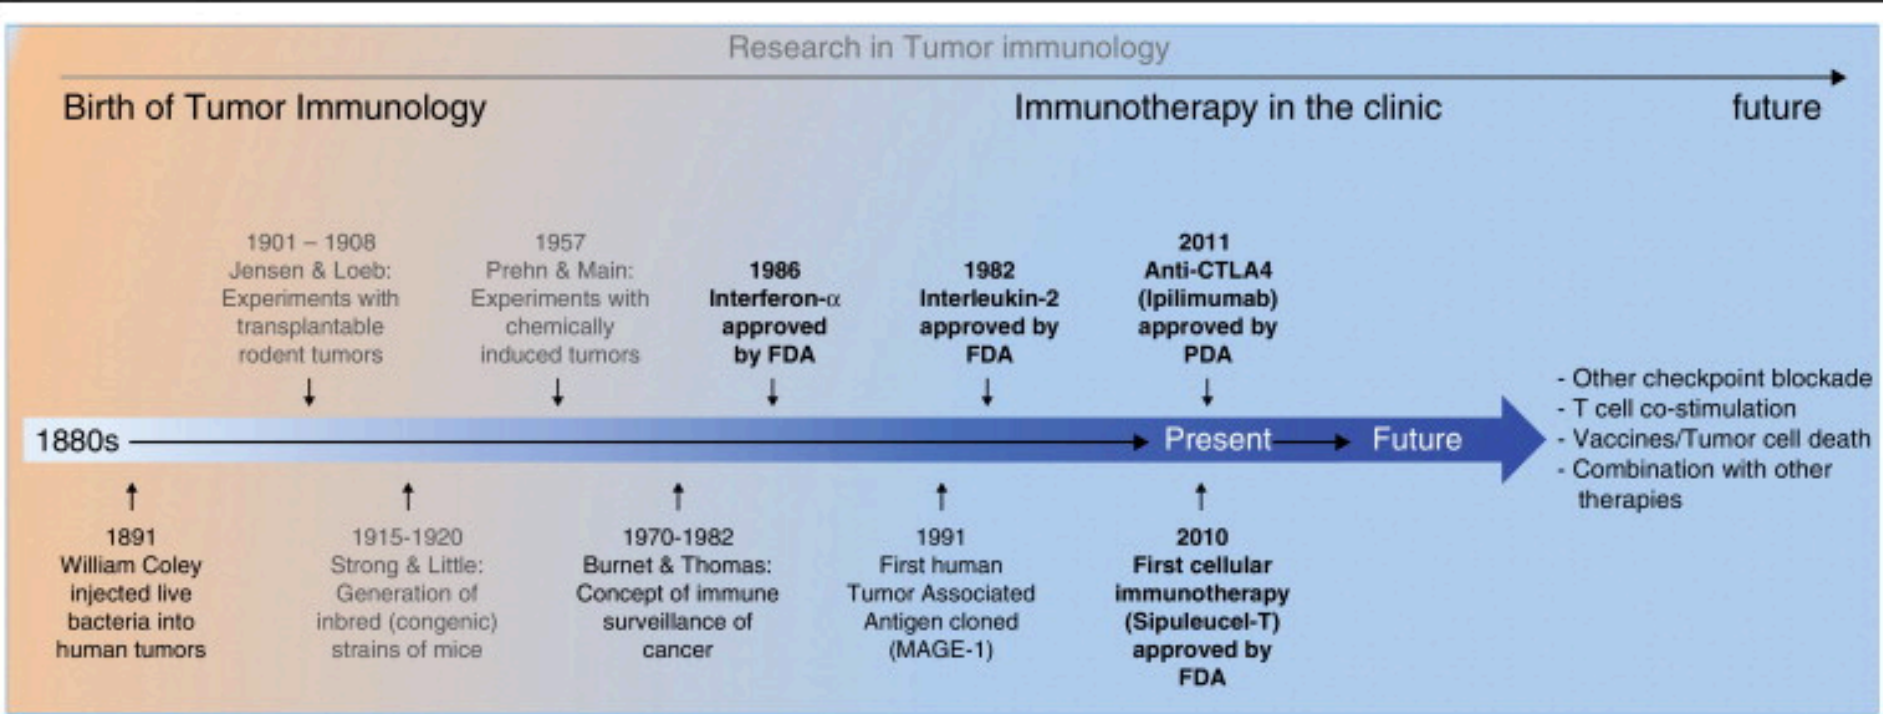 Research in Tumor immunology
Birth of Tumor Immunology
Immunotherapy in the clinic
future
1901 – 1908
Jensen & Loeb:
Experiments with
transplantable
rodent tumors
1957
Prehn & Main:
Experiments with
chemically
induced tumors
1986
Interferon-α
approved
by FDA
1982
Interleukin-2
approved by
FDA
2011
Anti-CTLA4
(Ipilimumab)
approved by
PDA
1880s
Present
Future
- Other checkpoint blockade
- T cell co-stimulation
- Vaccines/Tumor cell death
- Combination with other
therapies
1891
William Coley
injected live
bacteria into
human tumors
1915-1920
Strong & Little:
Generation of
inbred (congenic)
strains of mice
1970-1982
Burnet & Thomas:
Concept of immune
surveillance of
cancer
1991
First human
Tumor Associated
Antigen cloned
(MAGE-1)
2010
First cellular
immunotherapy
(Sipuleucel-T)
approved by
FDA